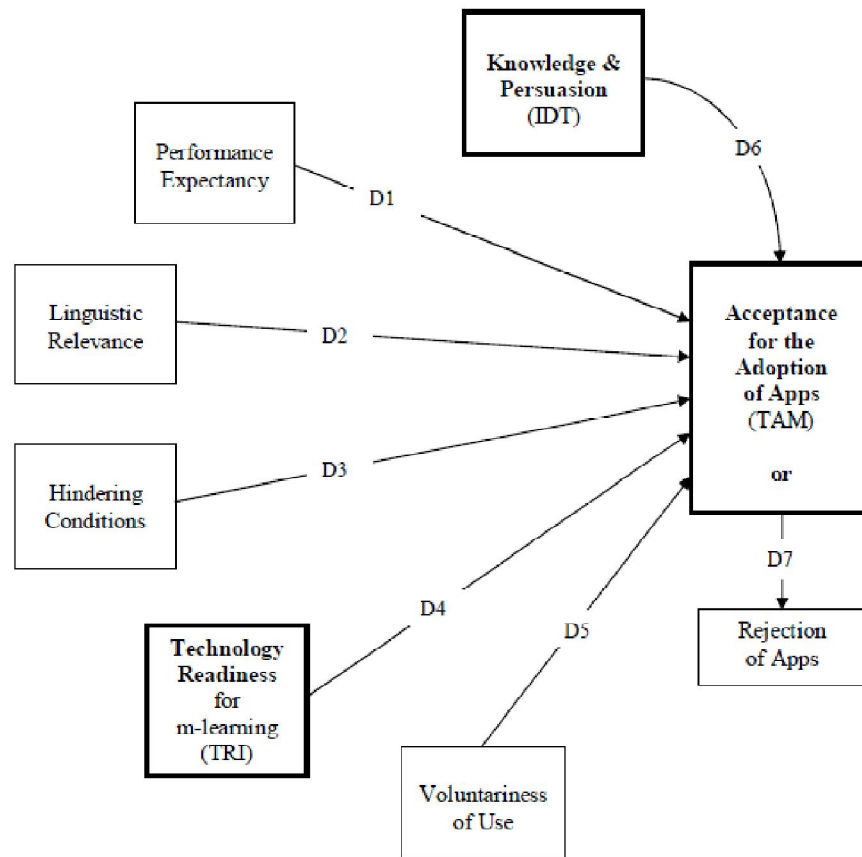 Knowledge &
Persuasion
(IDT)
D6
Performance
Expectancy
D1
Linguistic
Relevance
D2
Acceptance
for the
Adoption
of Apps
(TAM)
or
Hindering
Conditions
D3
D7
Technology
Readiness
for
m-learning
(TRI)
D4
D5
Rejection
of Apps
Voluntariness
of Use